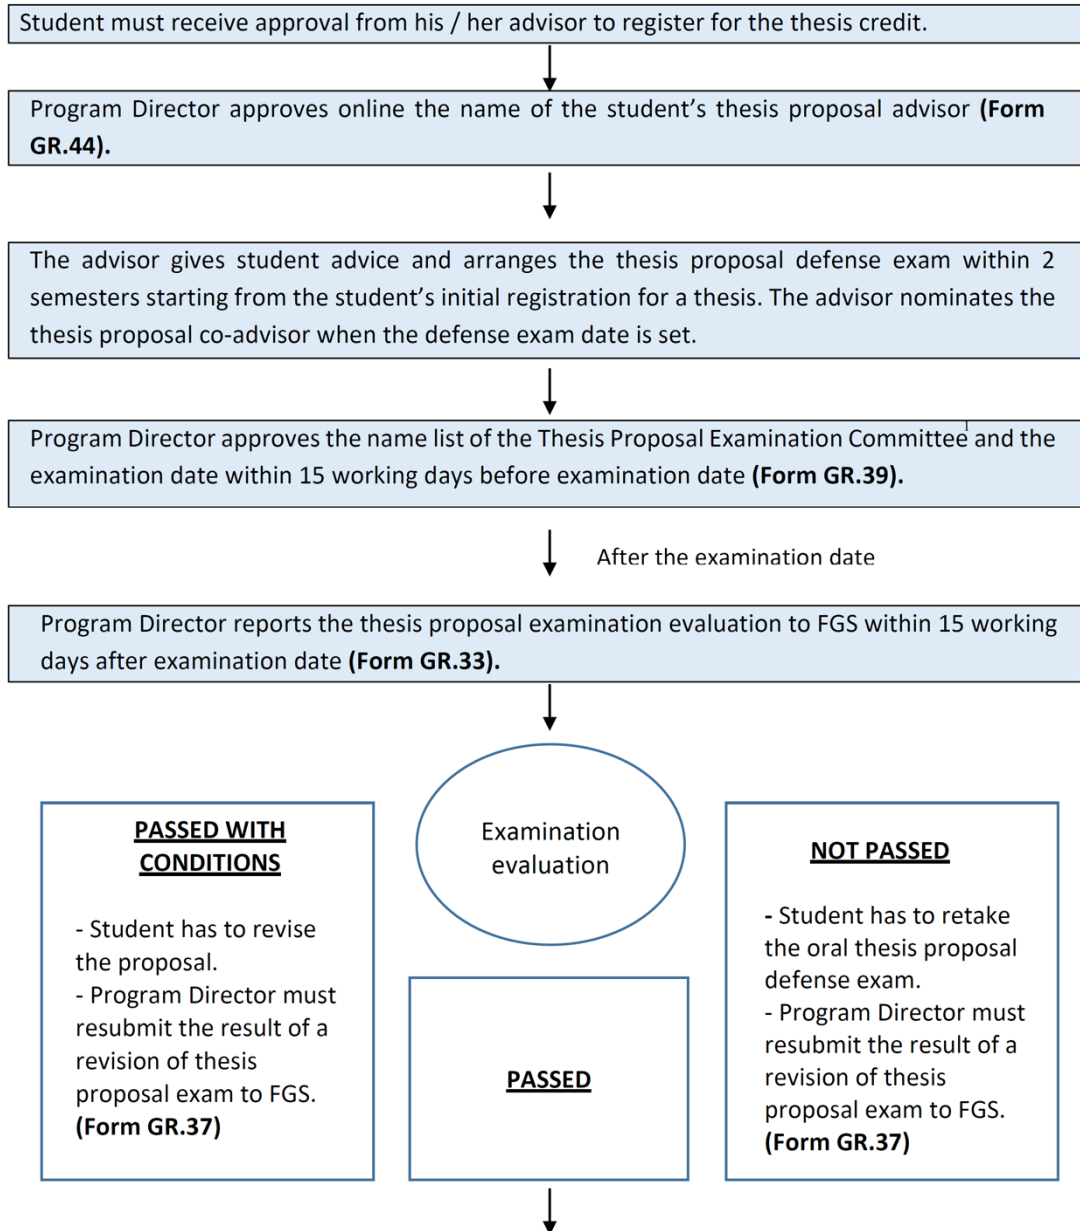 Student must receive approval from his / her advisor to register for the thesis credit.
Program Director approves online the name of the student’s thesis proposal advisor (Form
GR.44).
The advisor gives student advice and arranges the thesis proposal defense exam within 2
semesters starting from the student’s initial registration for a thesis. The advisor nominates the
thesis proposal co-advisor when the defense exam date is set.
Program Director approves the name list of the Thesis Proposal Examination Committee and the
examination date within 15 working days before examination date (Form GR.39).
After the examination date
Program Director reports the thesis proposal examination evaluation to FGS within 15 working
days after examination date (Form GR.33).
Examination
evaluation
PASSED WITH
CONDITIONS
- Student has to revise
the proposal.
- Program Director must
resubmit the result of a
revision of thesis
proposal exam to FGS.
(Form GR.37)
PASSED
NOT PASSED
- Student has to retake
the oral thesis proposal
defense exam.
- Program Director must
resubmit the result of a
revision of thesis
proposal exam to FGS.
(Form GR.37)